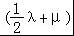 (1/2 λ + μ)